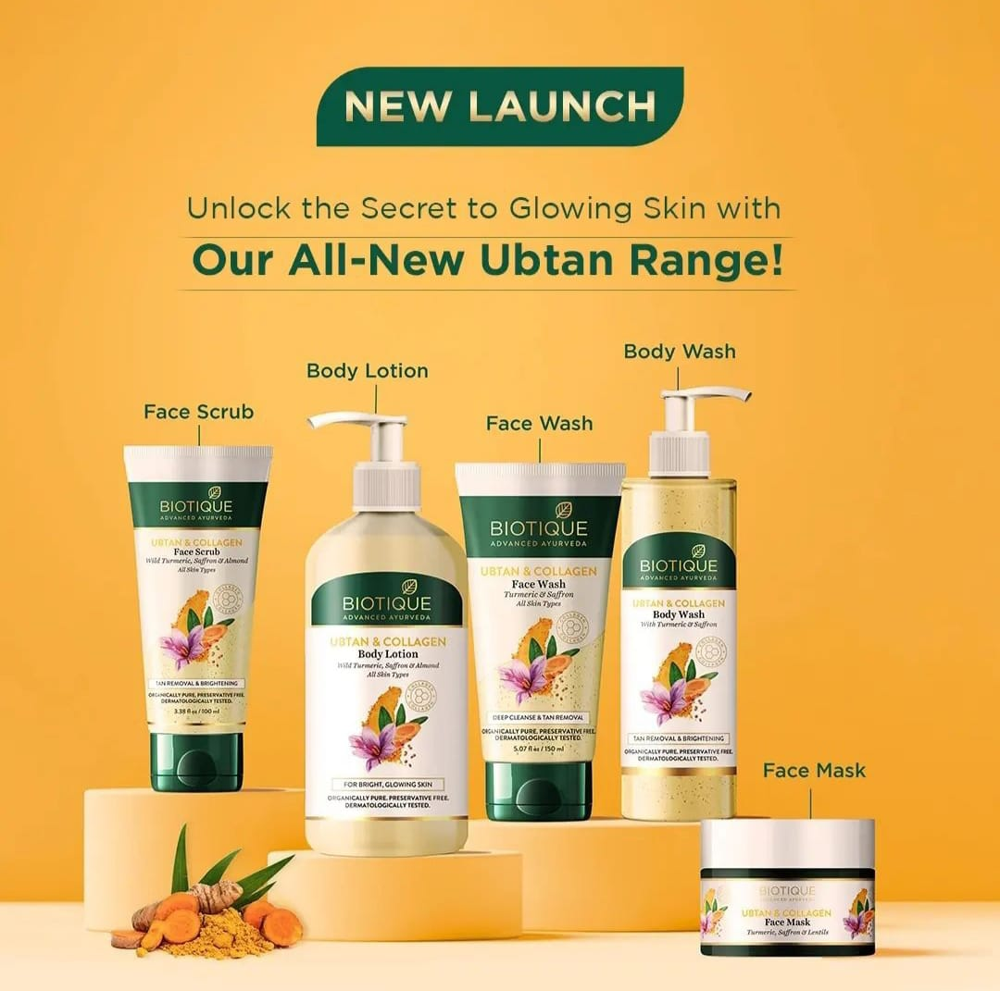 NEW LAUNCH
Unlock the Secret to Glowing Skin with
Our All-New Ubtan Range!
Face Scrub
Body Lotion
Face Wash
Body Wash
Face Mask
BIOTIQUE
ADVANCED AYURVEDA
UBTAN & COLLAGEN
Face Scrub
Wild Turmeric, Saffron & Almond
All Skin Types
TAN REMOVAL & BRIGHTENING
ORGANICALLY PURE. PRESERVATIVE FREE.
DERMATOLOGICALLY TESTED.
3.38 fl oz / 100 ml
BIOTIQUE
ADVANCED AYURVEDA
UBTAN & COLLAGEN
Body Lotion
Wild Turmeric, Saffron & Almond
All Skin Types
COLLAGEN COLLAGEN
FOR BRIGHT, GLOWING SKIN
ORGANICALLY PURE. PRESERVATIVE FREE.
DERMATOLOGICALLY TESTED.
BIOTIQUE
ADVANCED AYURVEDA
UBTAN & COLLAGEN
Face Wash
Turmeric & Saffron
All Skin Types
COLLAGEN COLLAGEN
DEEP CLEANSE & TAN REMOVAL
ORGANICALLY PURE. PRESERVATIVE FREE.
DERMATOLOGICALLY TESTED.
5.07 fl oz / 150 ml
BIOTIQUE
ADVANCED AYURVEDA
UBTAN & COLLAGEN
Body Wash
With Turmeric & Saffron
COLLAGEN COLLAGEN
TAN REMOVAL & BRIGHTENING
ORGANICALLY PURE. PRESERVATIVE FREE.
DERMATOLOGICALLY TESTED.
BIOTIQUE
ADVANCED AYURVEDA
UBTAN & COLLAGEN
Face Mask
Turmeric, Saffron & Lentils